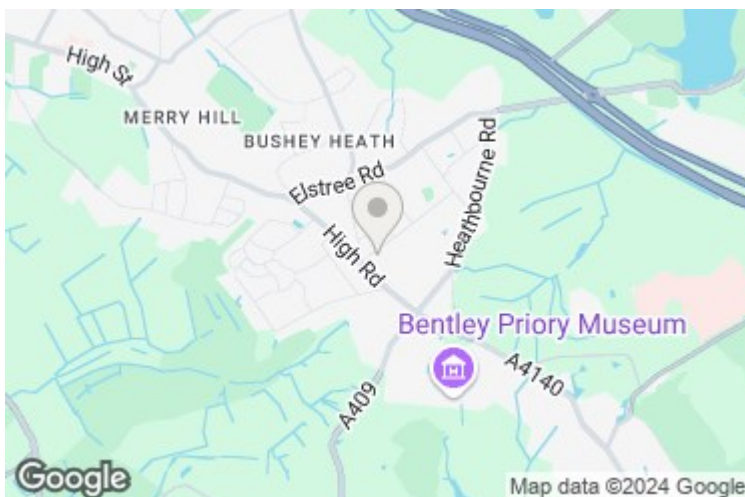 High St
MERRY HILL
BUSHEY HEATH
Elstree Rd
Heathbourne Rd
High Rd
Bentley Priory Museum
A4140
A409
Google
Map data ©2024 Google